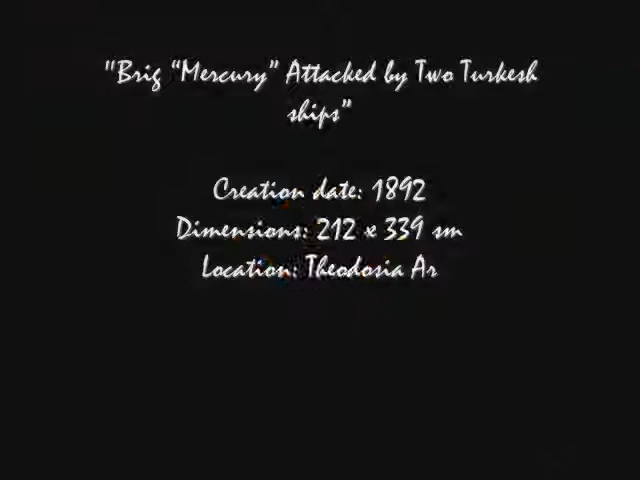 "Brig “Mercury” Attacked by Two Turkesh
ships”
Creation date: 1892
Dimensions: 212 x 339 sm
Location: Theodosia Ar